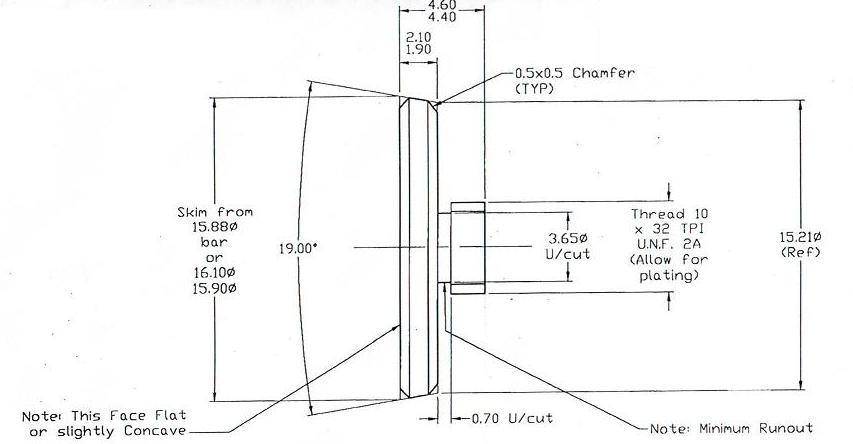 4.60
4.40
2.10
1.90
0.5x0.5 Chamfer
(TYP)
Skim from
15.88ø
bar
or
16.10ø
15.90ø
19.00°
3.65ø
U/cut
Thread 10
x 32 TPI
U.N.F. 2A
(Allow for
plating)
15.21ø
(Ref)
Note: This Face Flat
or slightly Concave
0.70 U/cut
Note: Minimum Runout